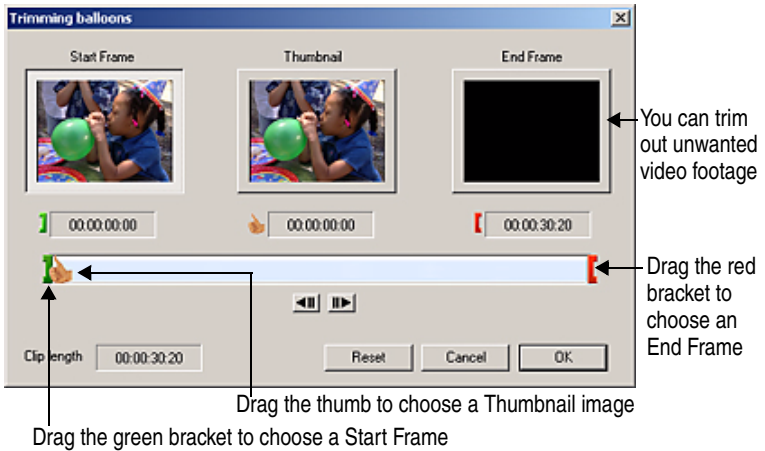 Trimming balloons
Start Frame
Thumbnail
End Frame
You can trim
out unwanted
video footage
00:00:00:00
00:00:00:00
00:00:30:20
Drag the red
bracket to
choose an
End Frame
Clip length
00:00:30:20
Reset
Cancel
OK
Drag the thumb to choose a Thumbnail image
Drag the green bracket to choose a Start Frame